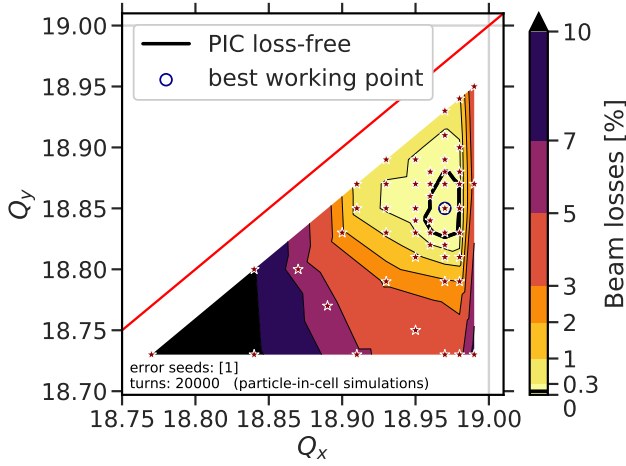 19.00
18.95
18.90
18.85
18.80
18.75
18.70
Q_y
PIC loss-free
best working point
error seeds: [1]
turns: 20000 (particle-in-cell simulations)
18.75 18.80 18.85 18.90 18.95 19.00
Q_x
10
7
5
3
2
1
0.3
0
Beam losses [%]